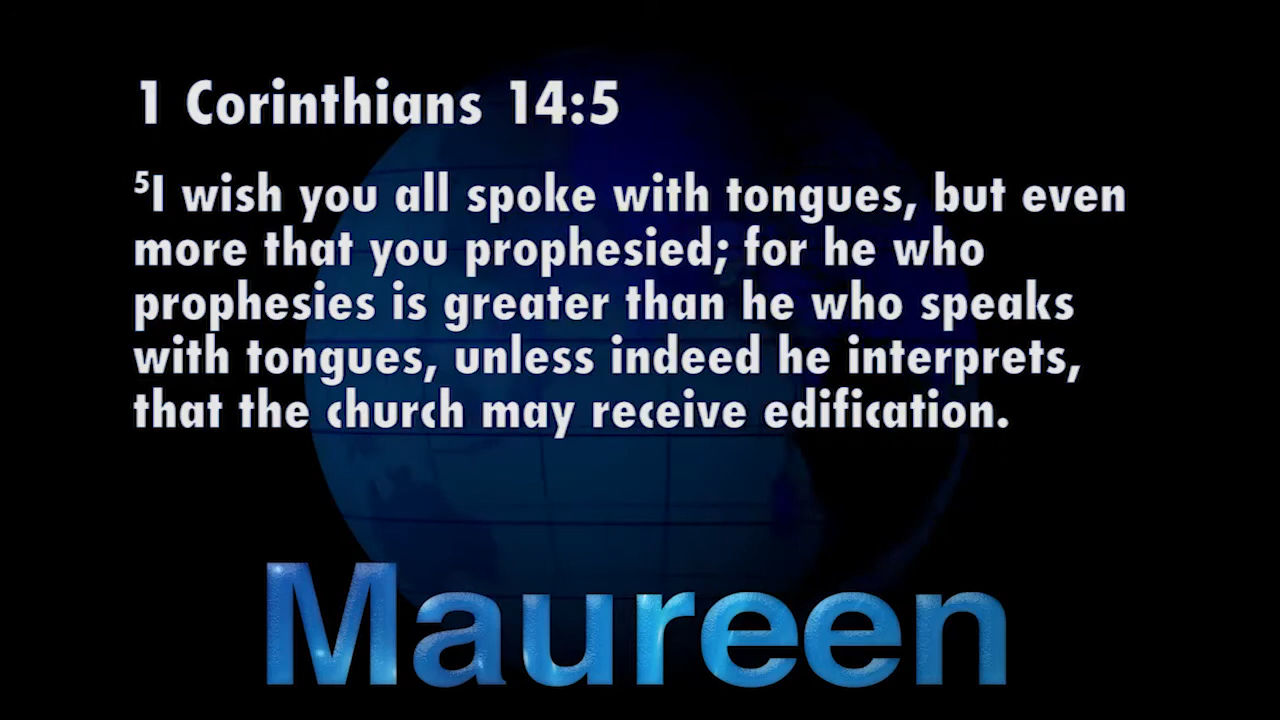 1 Corinthians 14:5
⁵I wish you all spoke with tongues, but even
more that you prophesied; for he who
prophesies is greater than he who speaks
with tongues, unless indeed he interprets,
that the church may receive edification.
Maureen